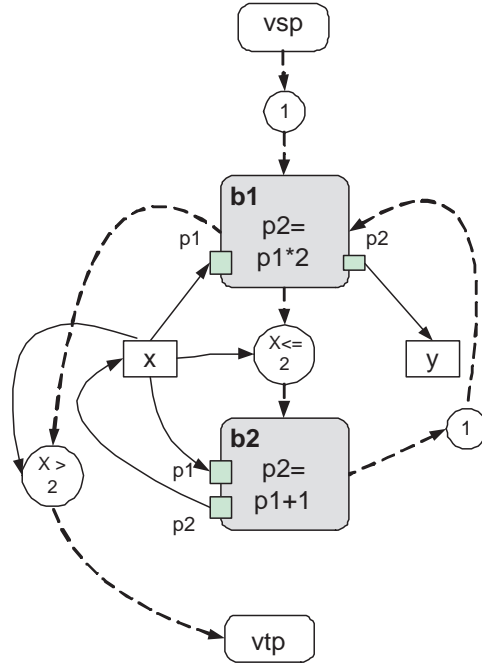 vsp
1
b1
p2=
p1*2
p1
p2
x
X<=
2
y
1
X >
2
b2
p2=
p1+1
p1
p2
vtp